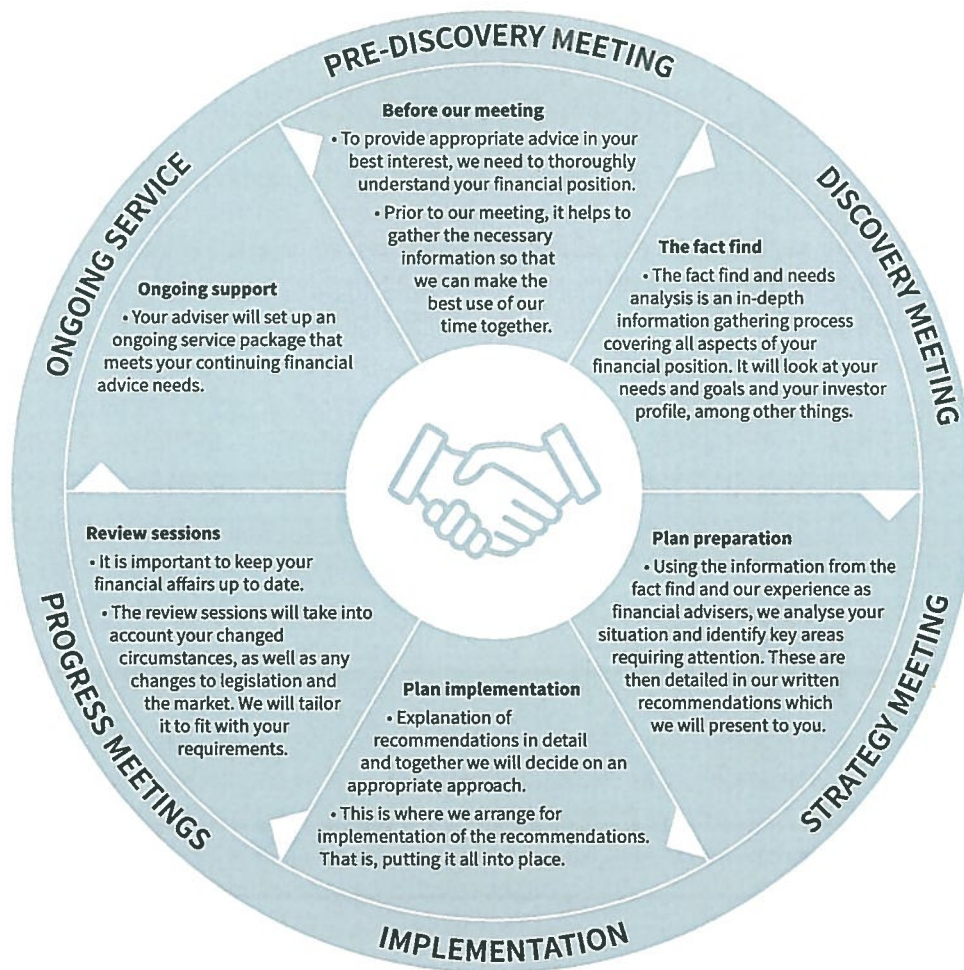 PRE-DISCOVERY MEETING
Before our meeting
• To provide appropriate advice in your
best interest, we need to thoroughly
understand your financial position.
• Prior to our meeting, it helps to
gather the necessary
information so that
we can make the
best use of our
time together.
DISCOVERY MEETING
The fact find
• The fact find and needs
analysis is an in-depth
information gathering process
covering all aspects of your
financial position. It will look at your
needs and goals and your investor
profile, among other things.
STRATEGY MEETING
Plan preparation
• Using the information from the
fact find and our experience as
financial advisers, we analyse your
situation and identify key areas
requiring attention. These are
then detailed in our written
recommendations which
we will present to you.
IMPLEMENTATION
Plan implementation
• Explanation of
recommendations in detail
and together we will decide on an
appropriate approach.
• This is where we arrange for
implementation of the recommendations.
That is, putting it all into place.
PROGRESS MEETINGS
Review sessions
• It is important to keep your
financial affairs up to date.
• The review sessions will take into
account your changed
circumstances, as well as any
changes to legislation and
the market. We will tailor
it to fit with your
requirements.
ONGOING SERVICE
Ongoing support
• Your adviser will set up an
ongoing service package that
meets your continuing financial
advice needs.